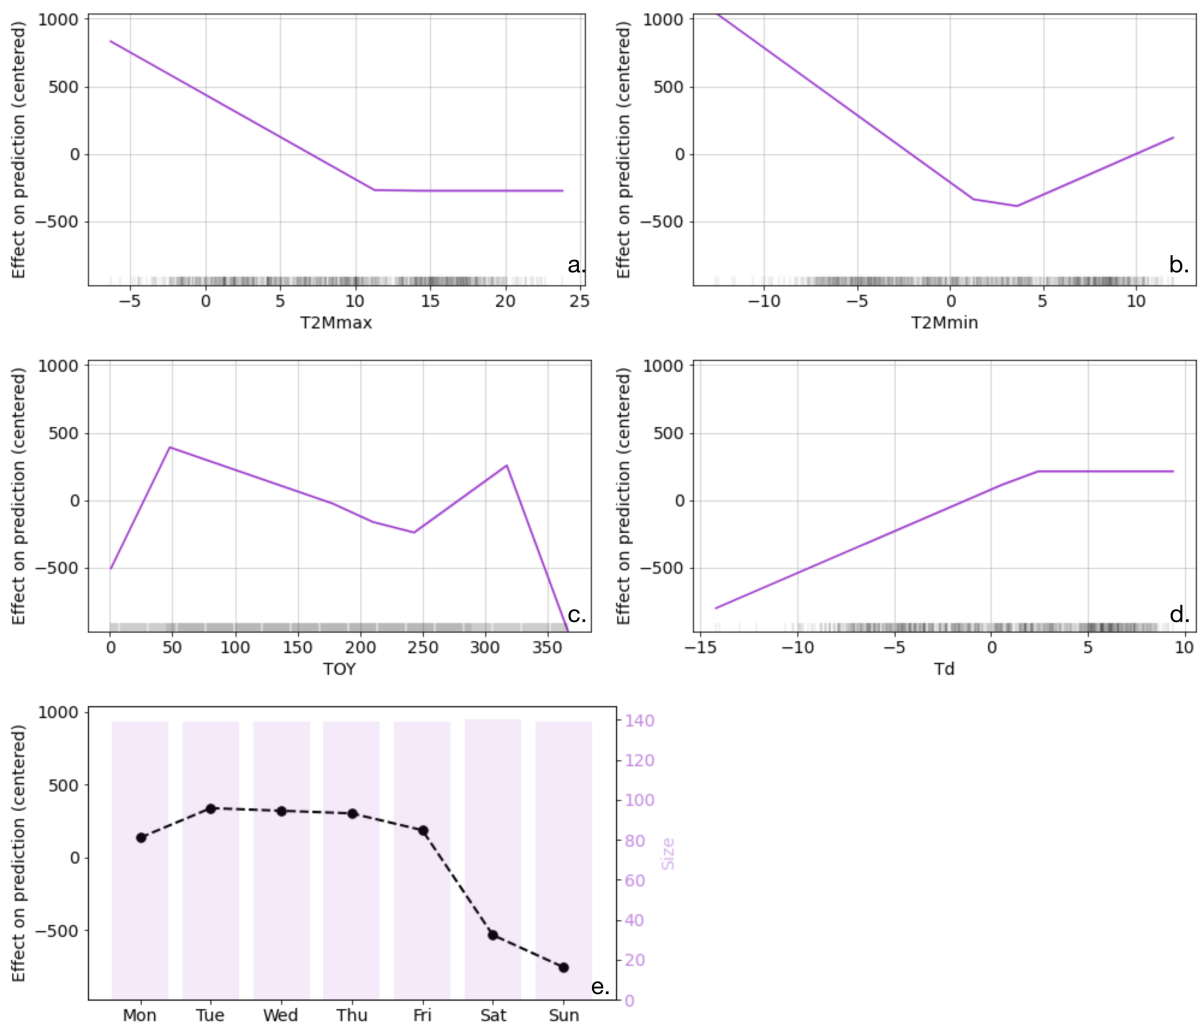 Effect on prediction (centered)
1000
500
0
−500
−5
0
5
10
15
20
25
T2Mmax
a.
Effect on prediction (centered)
1000
500
0
−500
−10
−5
0
5
10
T2Mmin
b.
Effect on prediction (centered)
1000
500
0
−500
0
50
100
150
200
250
300
350
TOY
c.
Effect on prediction (centered)
1000
500
0
−500
−15
−10
−5
0
5
10
Td
d.
Effect on prediction (centered)
1000
500
0
−500
Mon
Tue
Wed
Thu
Fri
Sat
Sun
140
120
100
80
60
40
20
0
Size
e.